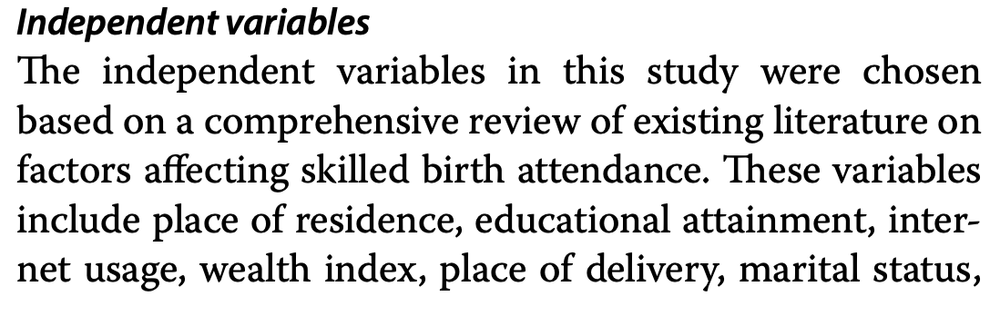 Independent variables
The independent variables in this study were chosen
based on a comprehensive review of existing literature on
factors affecting skilled birth attendance. These variables
include place of residence, educational attainment, inter-
net usage, wealth index, place of delivery, marital status,